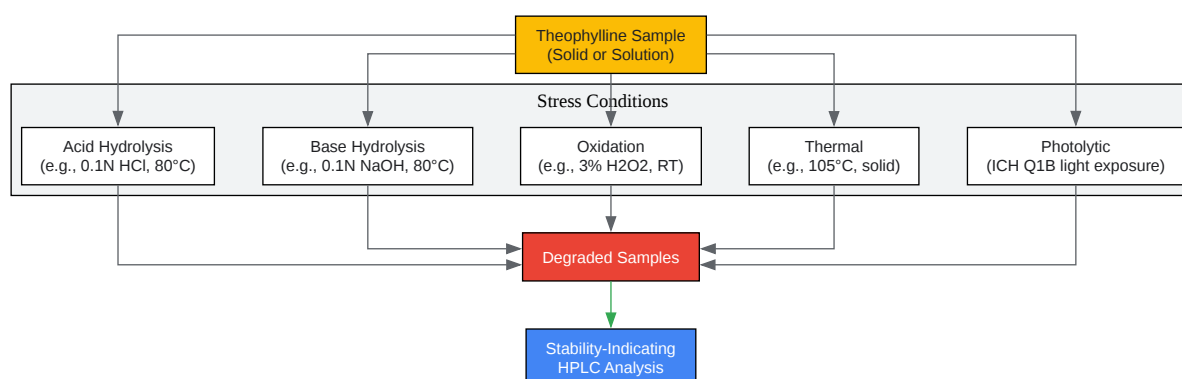 Theophylline Sample
(Solid or Solution)
Stress Conditions
Acid Hydrolysis
(e.g., 0.1N HCl, 80°C)
Base Hydrolysis
(e.g., 0.1N NaOH, 80°C)
Oxidation
(e.g., 3% H2O2, RT)
Thermal
(e.g., 105°C, solid)
Photolytic
(ICH Q1B light exposure)
Degraded Samples
Stability-Indicating
HPLC Analysis